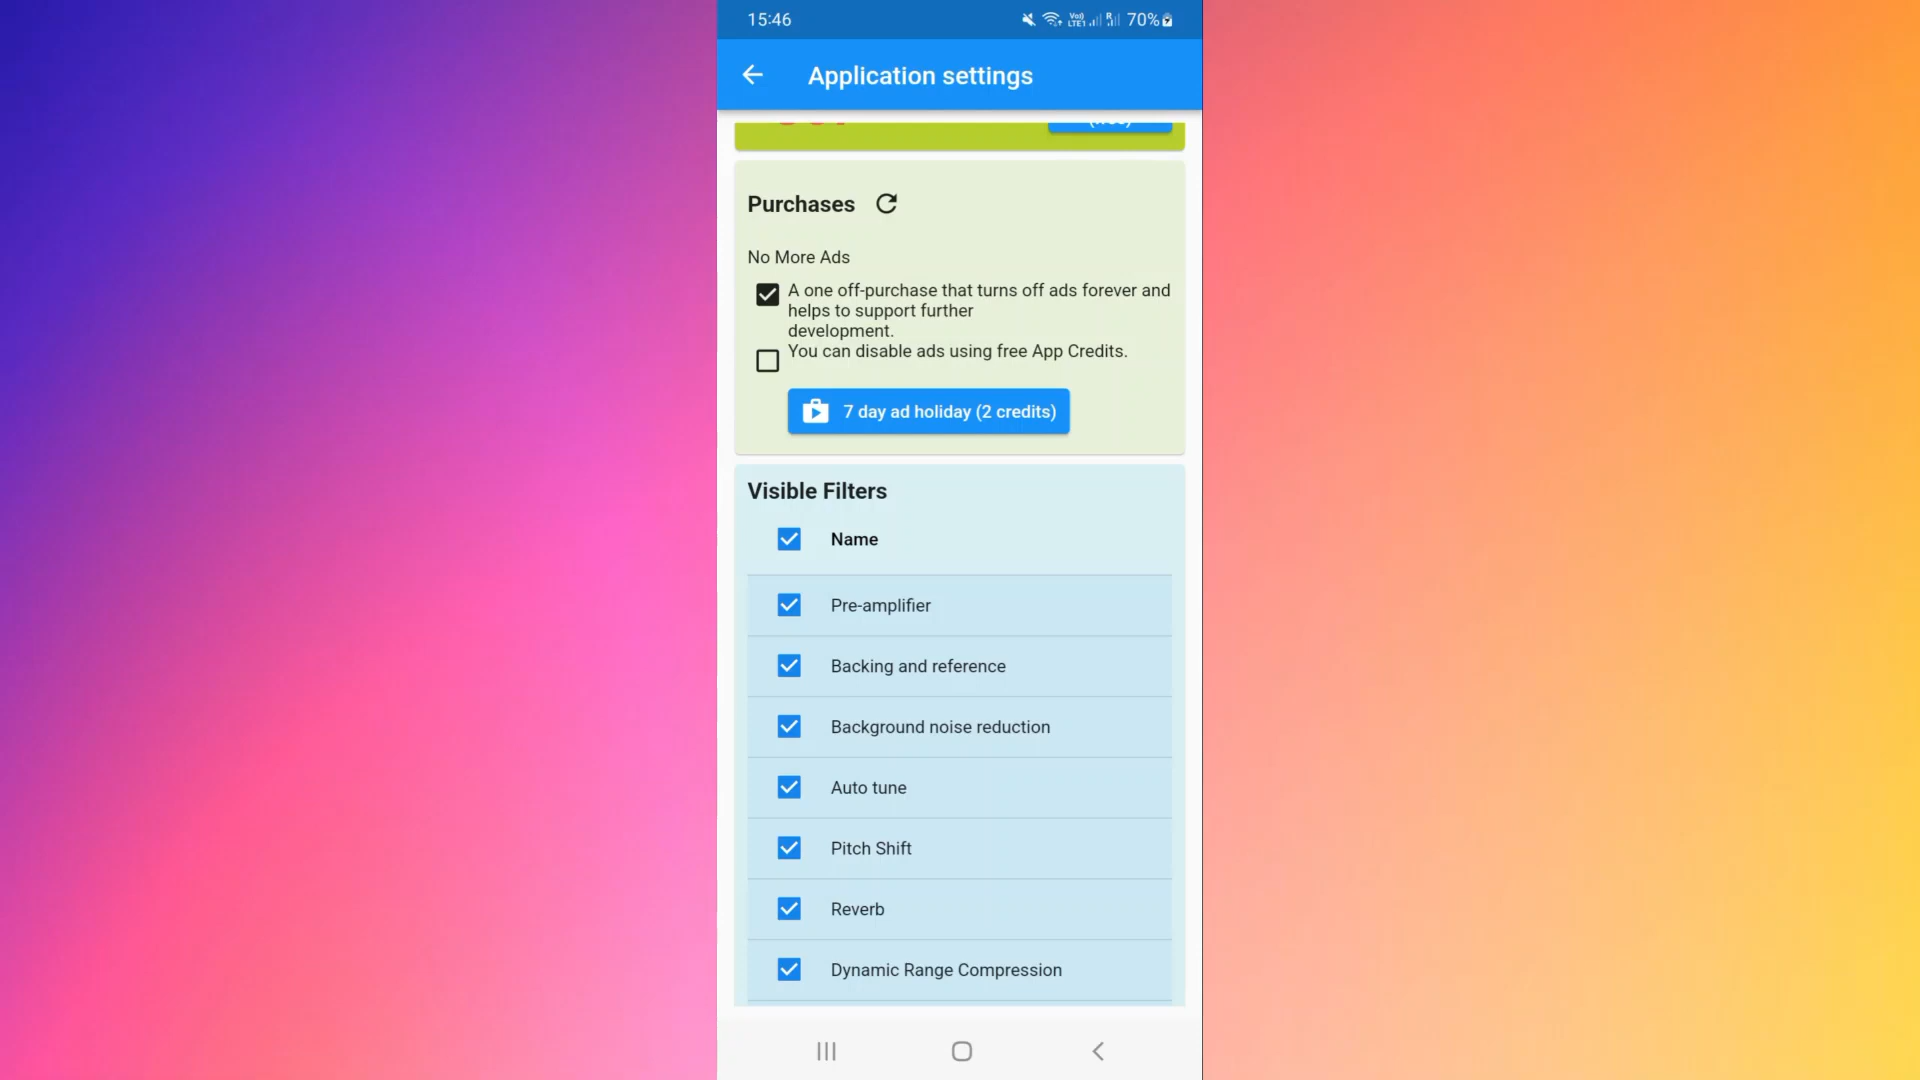 15:46
70%
Application settings
Purchases
No More Ads
A one off-purchase that turns off ads forever and
helps to support further
development.
You can disable ads using free App Credits.
7 day ad holiday (2 credits)
Visible Filters
Name
Pre-amplifier
Backing and reference
Background noise reduction
Auto tune
Pitch Shift
Reverb
Dynamic Range Compression